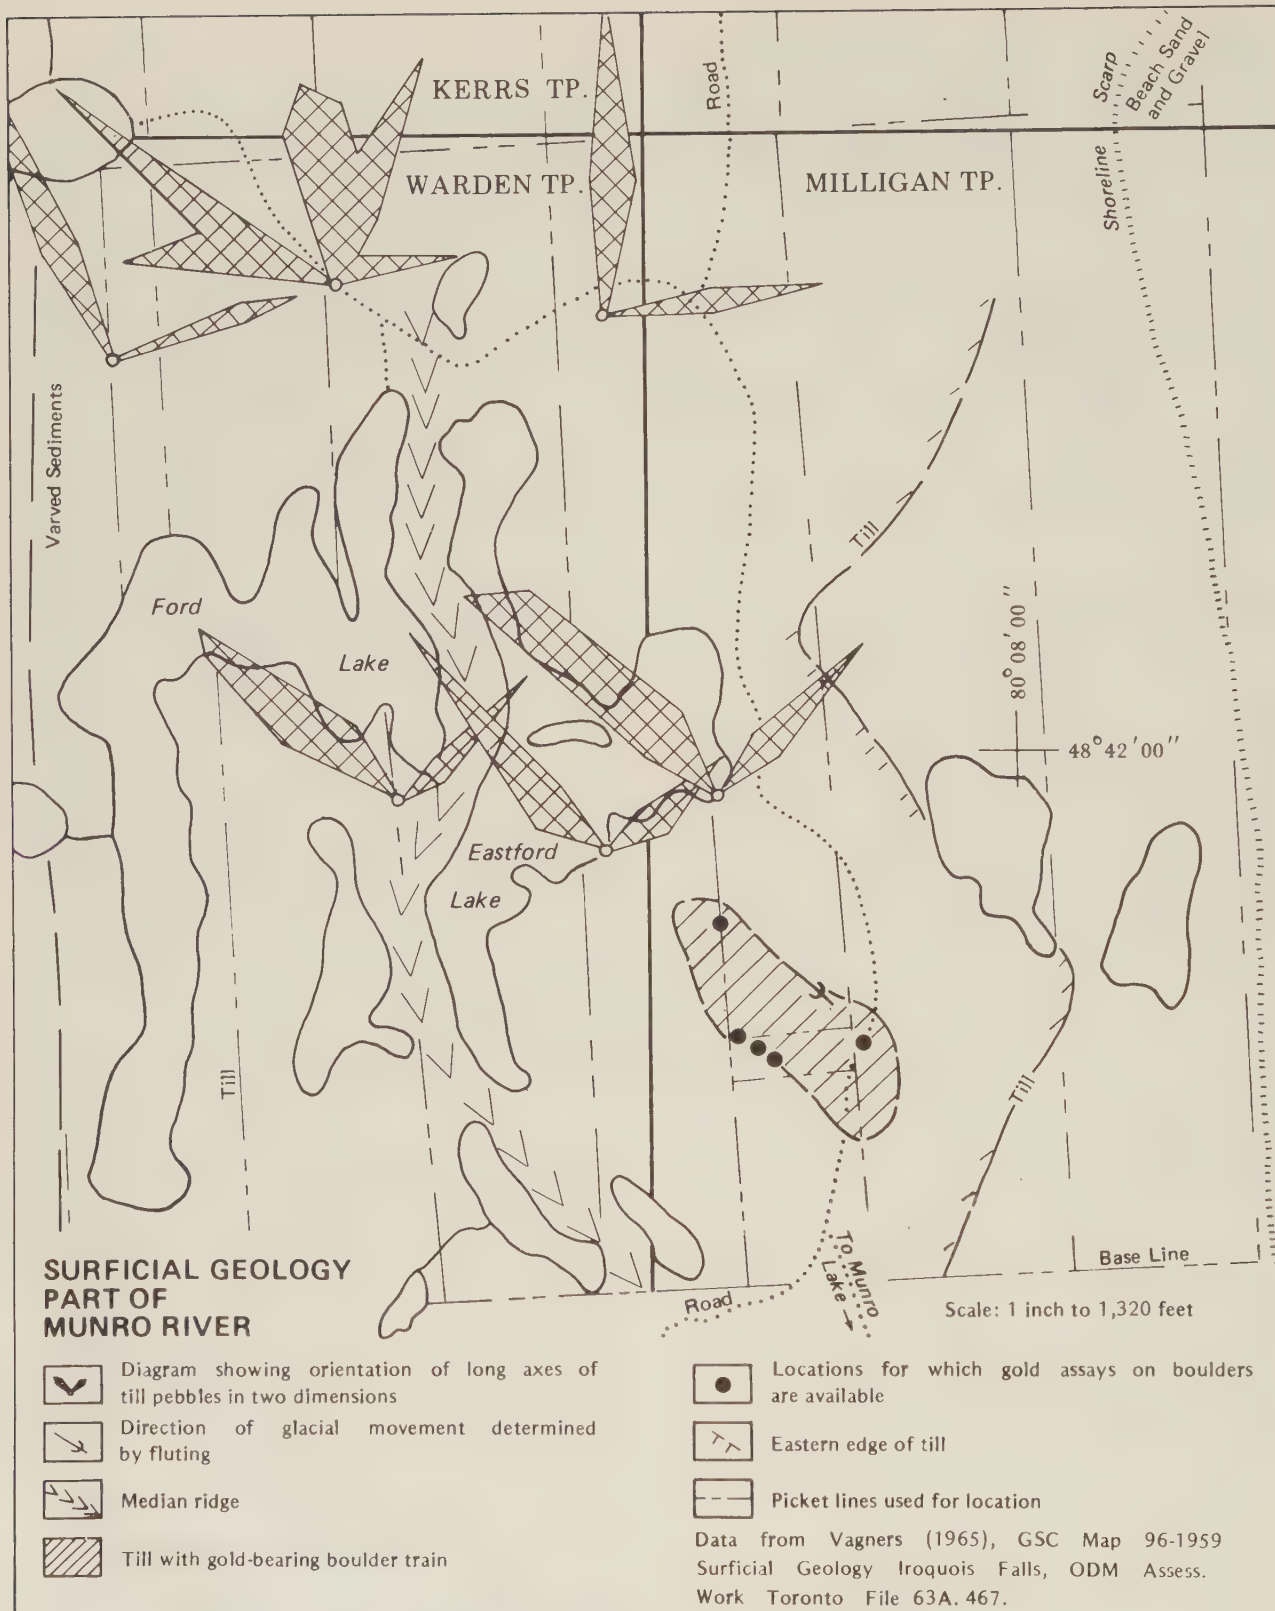 KERRS TP.
Road
Scarp
Beach Sand
and Gravel
WARDEN TP.
MILLIGAN TP.
Shoreline
Varved Sediments
Till
Ford
Lake
80° 08' 00"
48° 42' 00"
Eastford
Lake
Till
Till
Base Line
To Munro
Lake
Road
Scale: 1 inch to 1,320 feet
SURFICIAL GEOLOGY
PART OF
MUNRO RIVER
Diagram showing orientation of long axes of
till pebbles in two dimensions
Direction of glacial movement determined
by fluting
Median ridge
Till with gold-bearing boulder train
Locations for which gold assays on boulders
are available
Eastern edge of till
Picket lines used for location
Data from Vagners (1965), GSC Map 96-1959
Surficial Geology Iroquois Falls, ODM Assess.
Work Toronto File 63A. 467.